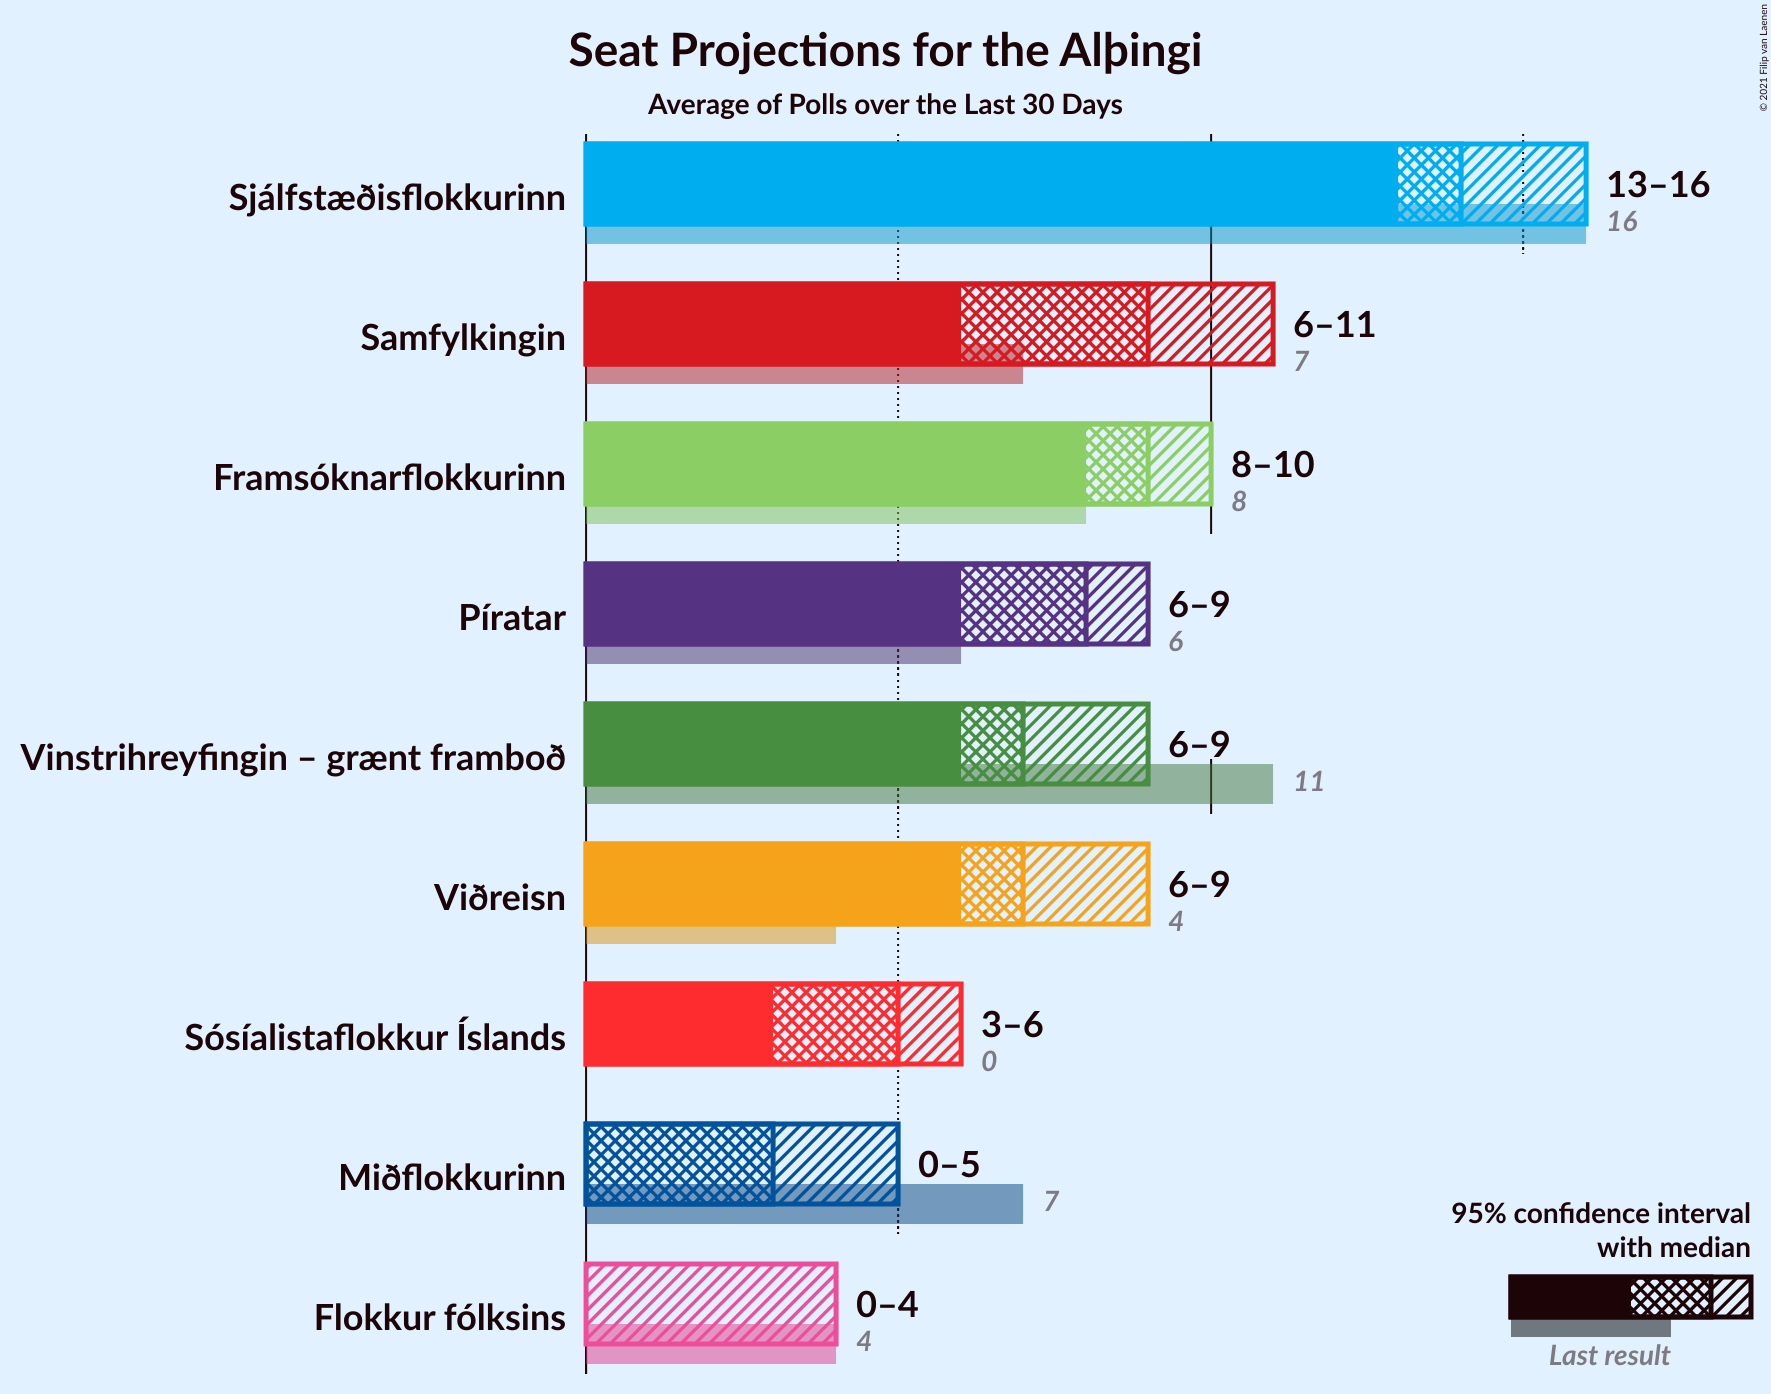 Seat Projections for the Alþingi
Average of Polls over the Last 30 Days
© 2021 Filip van Laenen
Sjálfstæðisflokkurinn
13–16
16
Samfylkingin
6–11
7
Framsóknarflokkurinn
8–10
8
Píratar
6–9
6
Vinstrihreyfingin – grænt framboð
6–9
11
Viðreisn
6–9
4
Sósíalistaflokkur Íslands
3–6
0
Miðflokkurinn
0–5
7
Flokkur fólksins
0–4
4
95% confidence interval
with median
Last result